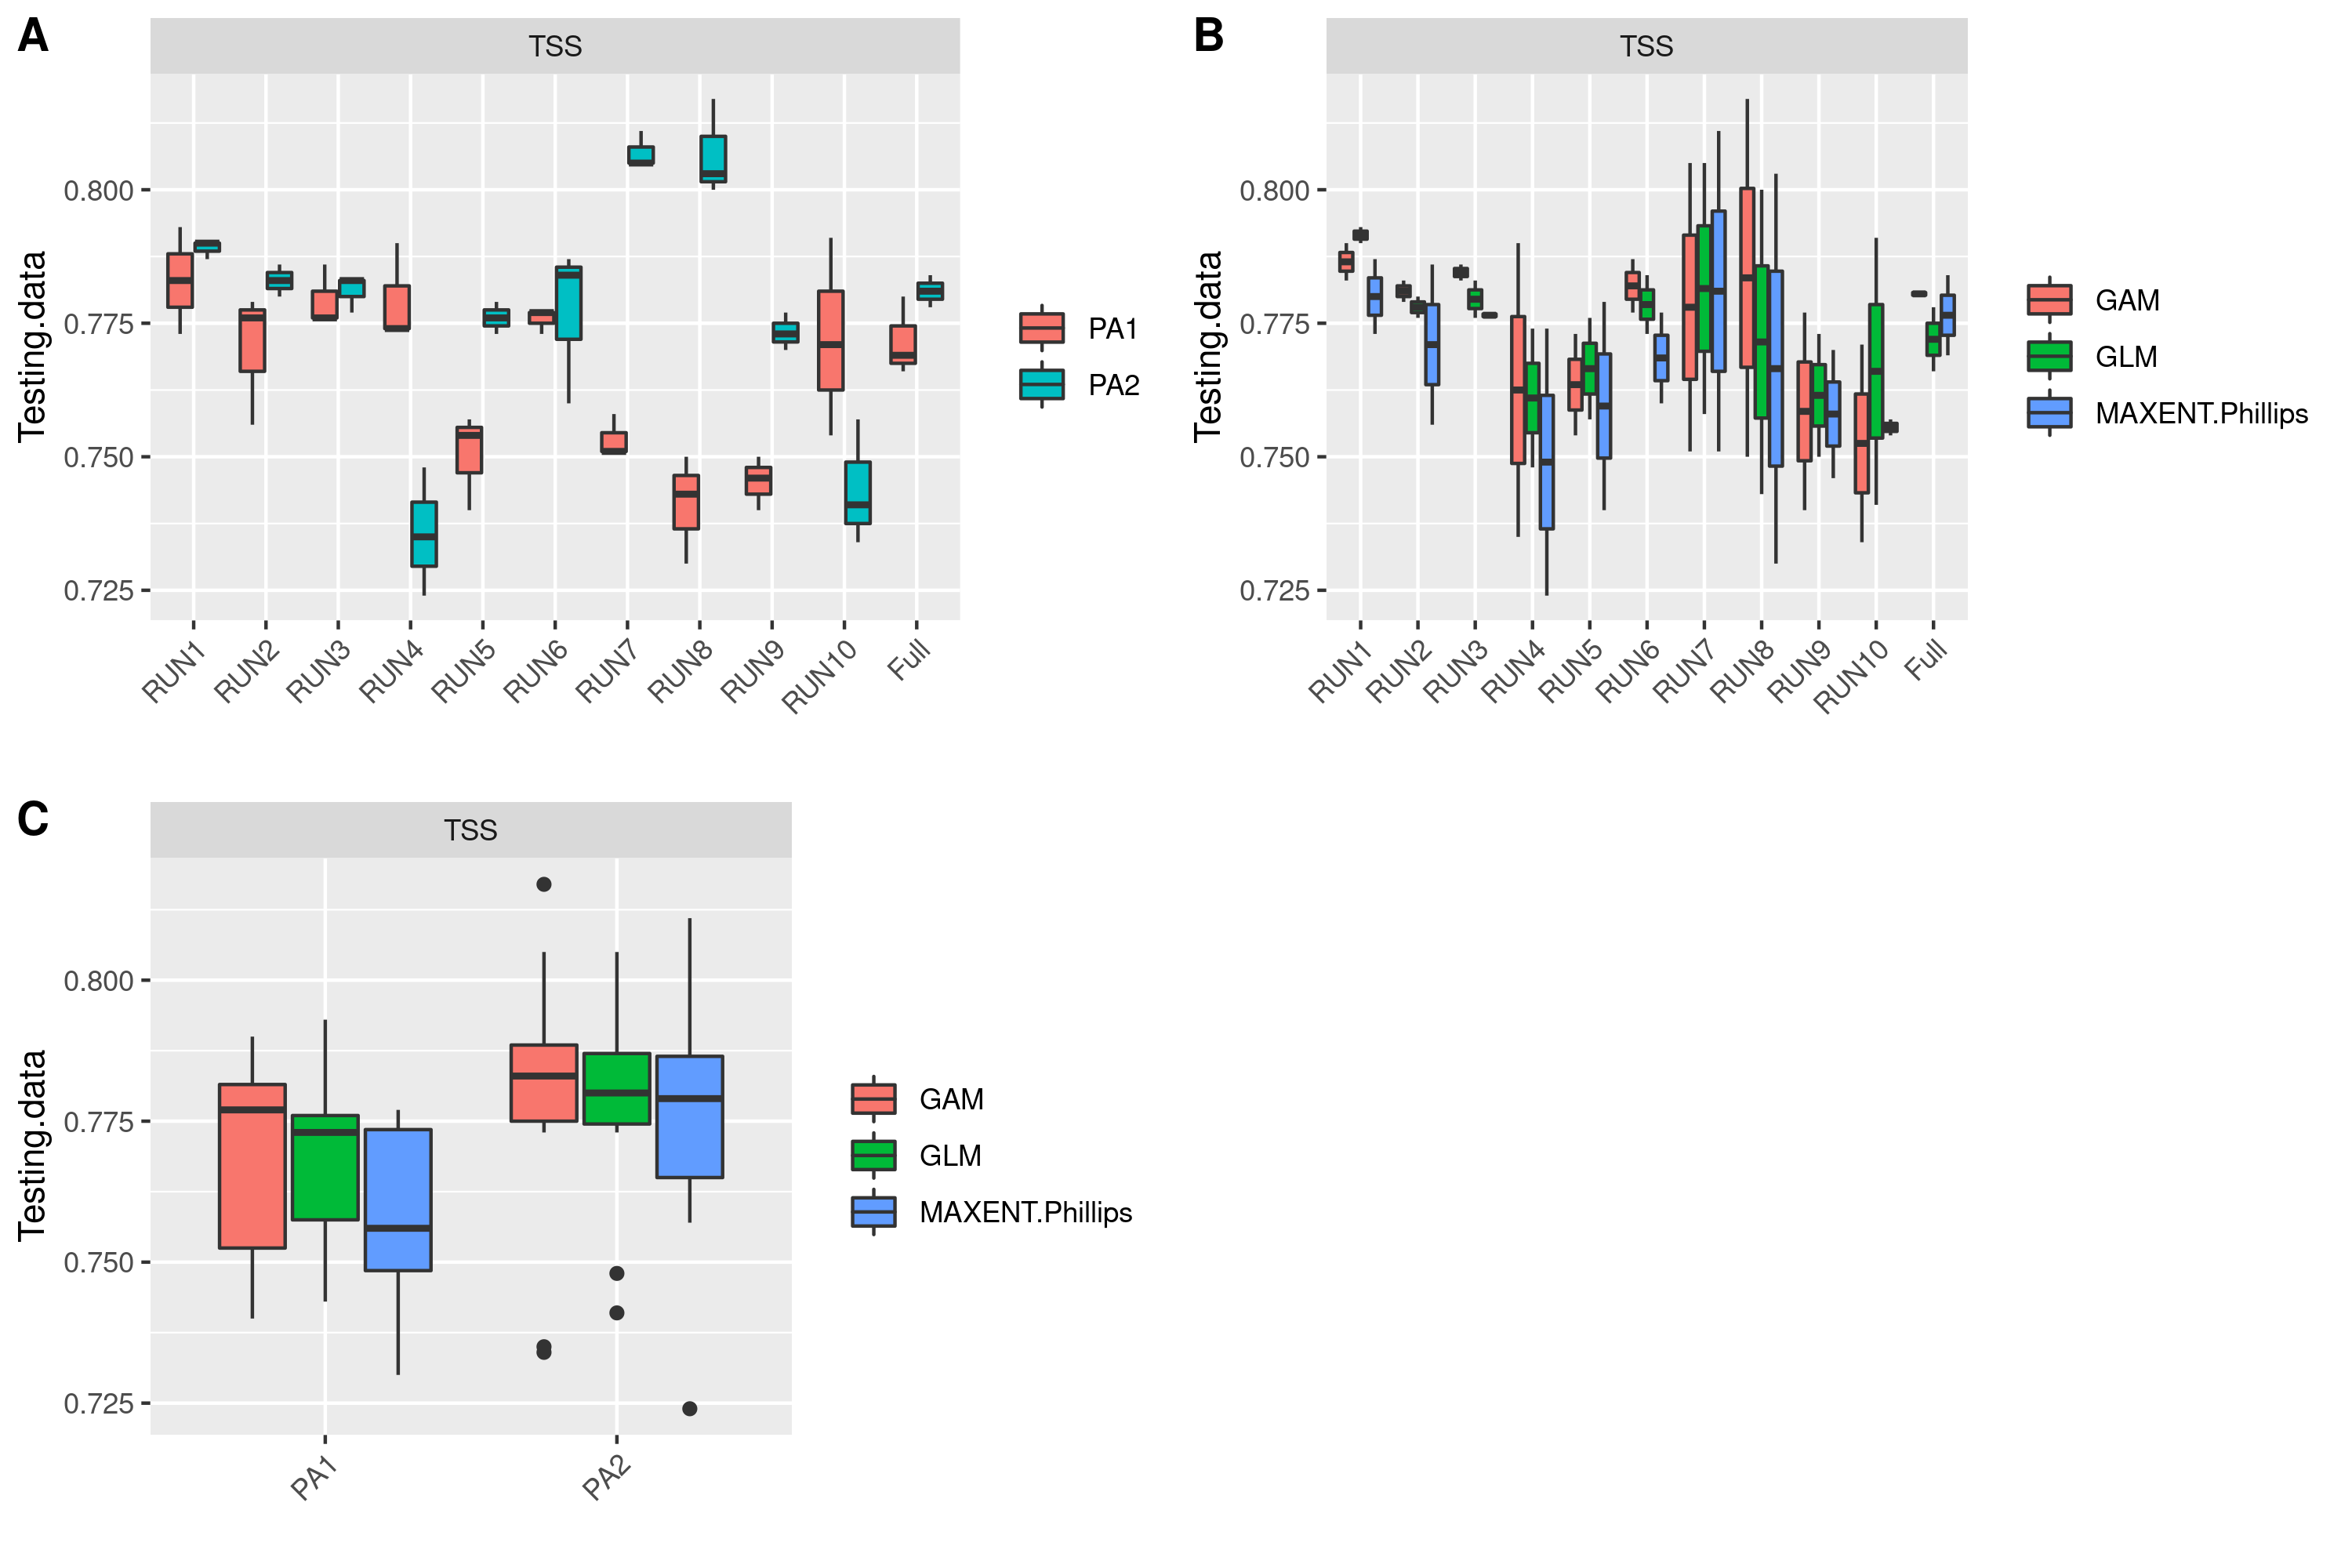 A
TSS
Testing.data
0.800
0.775
0.750
0.725
RUN1
RUN2
RUN3
RUN4
RUN5
RUN6
RUN7
RUN8
RUN9
RUN10
Full
PA1
PA2
B
TSS
Testing.data
0.800
0.775
0.750
0.725
RUN1
RUN2
RUN3
RUN4
RUN5
RUN6
RUN7
RUN8
RUN9
RUN10
Full
GAM
GLM
MAXENT.Phillips
C
TSS
Testing.data
0.800
0.775
0.750
0.725
PA1
PA2
GAM
GLM
MAXENT.Phillips